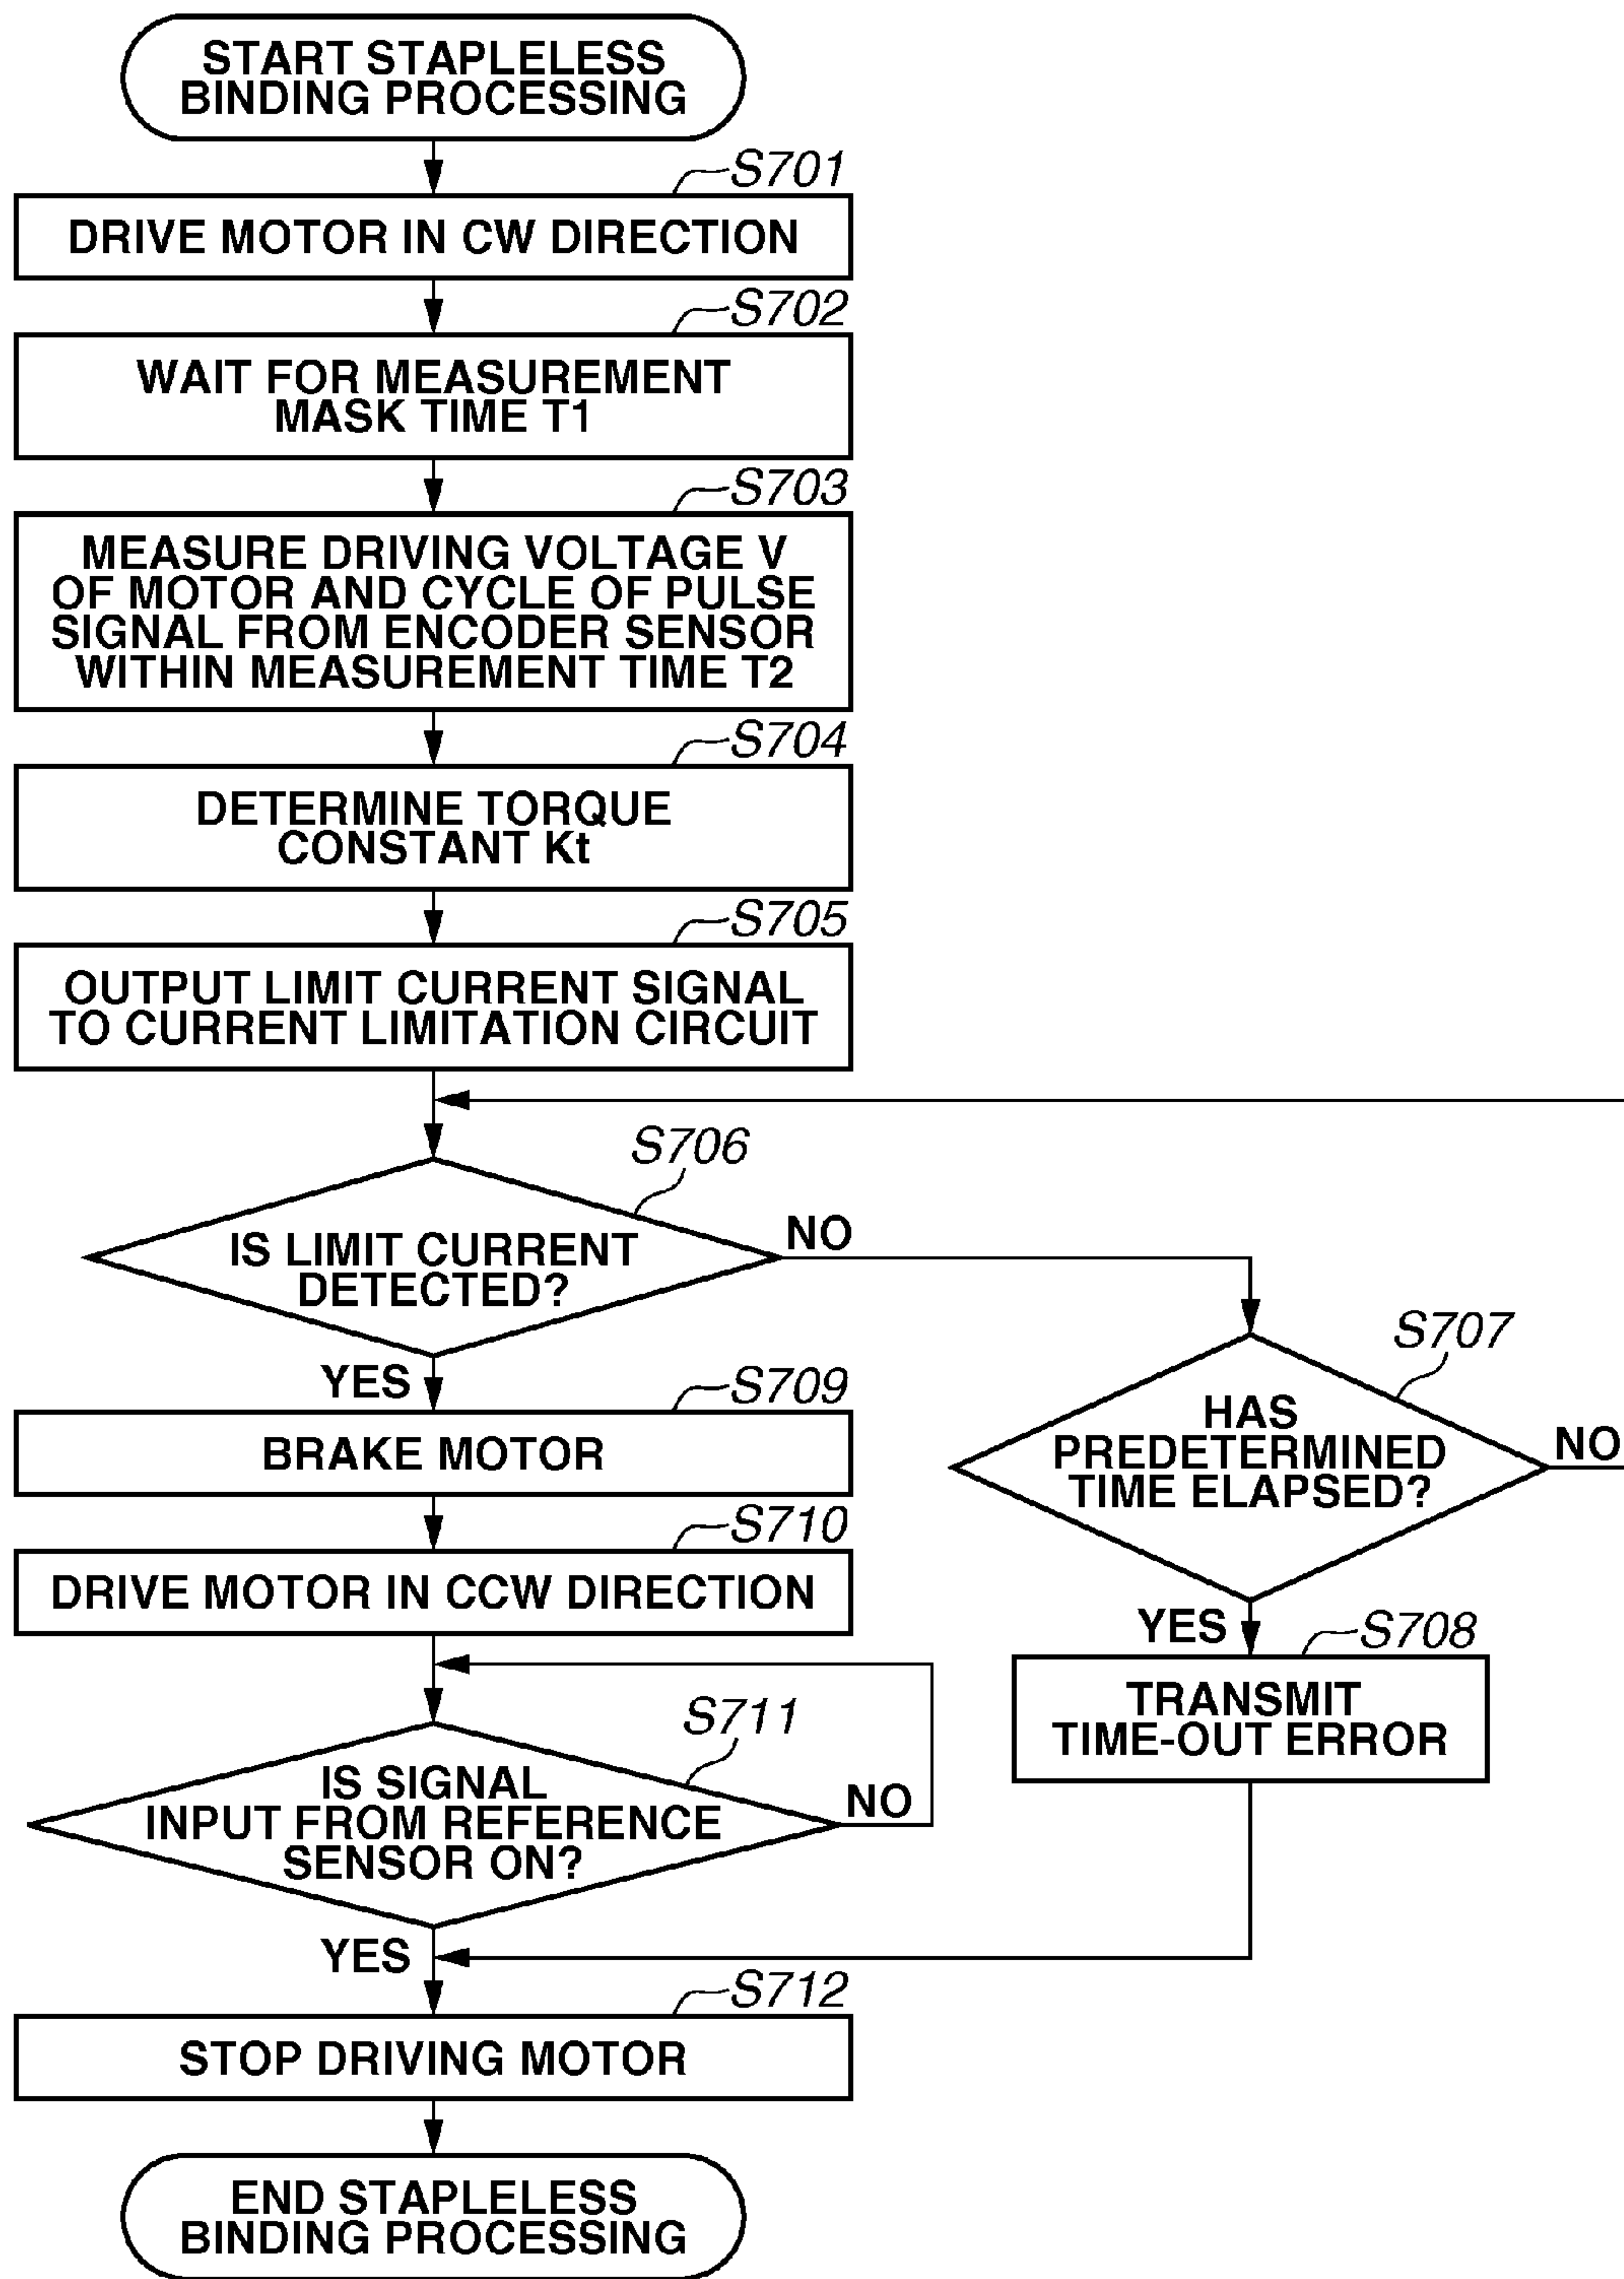 START STAPLELESS
BINDING PROCESSING
S701
DRIVE MOTOR IN CW DIRECTION
S702
WAIT FOR MEASUREMENT
MASK TIME T1
S703
MEASURE DRIVING VOLTAGE V
OF MOTOR AND CYCLE OF PULSE
SIGNAL FROM ENCODER SENSOR
WITHIN MEASUREMENT TIME T2
S704
DETERMINE TORQUE
CONSTANT Kt
S705
OUTPUT LIMIT CURRENT SIGNAL
TO CURRENT LIMITATION CIRCUIT
S706
IS LIMIT CURRENT
DETECTED?
NO
S707
HAS
PREDETERMINED
TIME ELAPSED?
NO
YES
S708
TRANSMIT
TIME-OUT ERROR
YES
S709
BRAKE MOTOR
S710
DRIVE MOTOR IN CCW DIRECTION
S711
IS SIGNAL
INPUT FROM REFERENCE
SENSOR ON?
NO
YES
S712
STOP DRIVING MOTOR
END STAPLELESS
BINDING PROCESSING